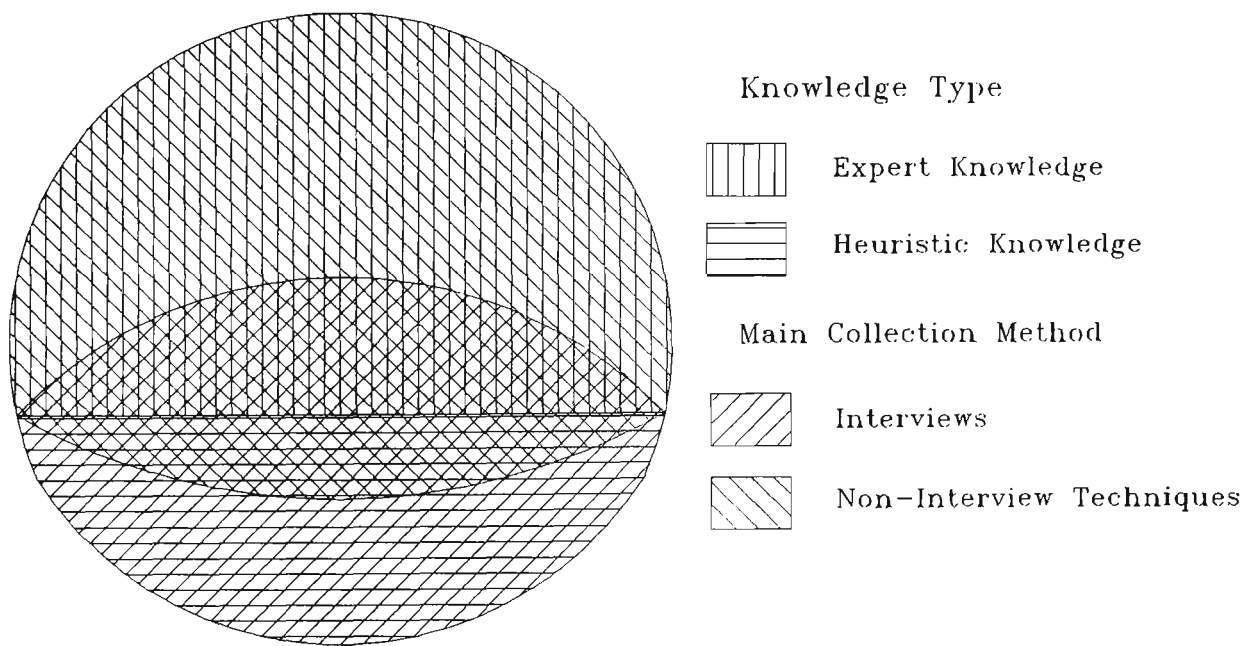 Knowledge Type
Expert Knowledge
Heuristic Knowledge
Main Collection Method
Interviews
Non-Interview Techniques